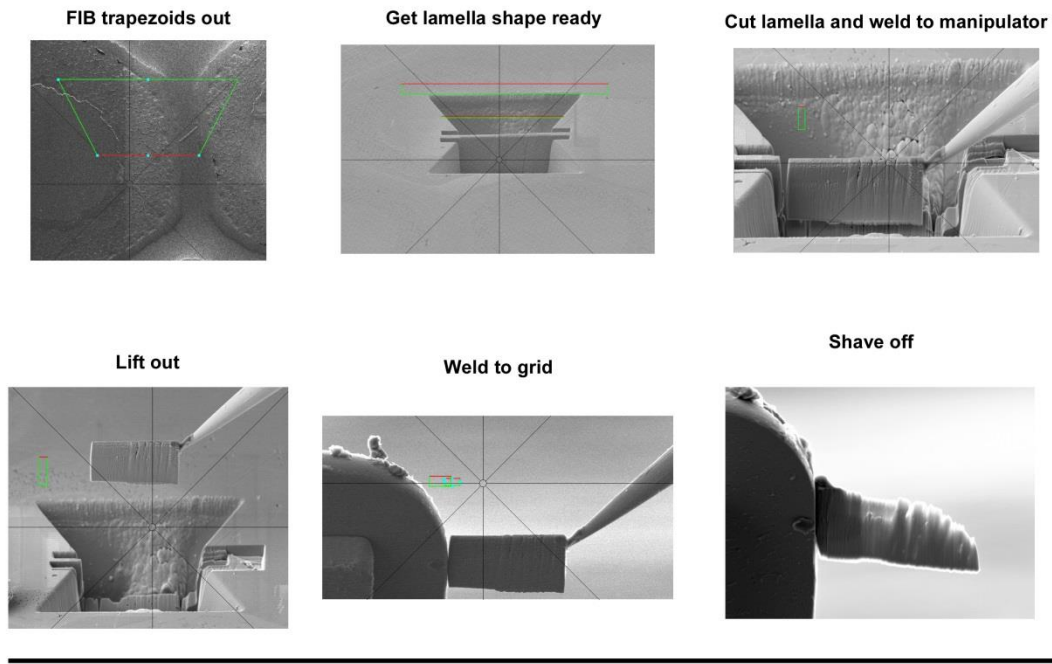 FIB trapezoids out
Get lamella shape ready
Cut lamella and weld to manipulator
Lift out
Weld to grid
Shave off